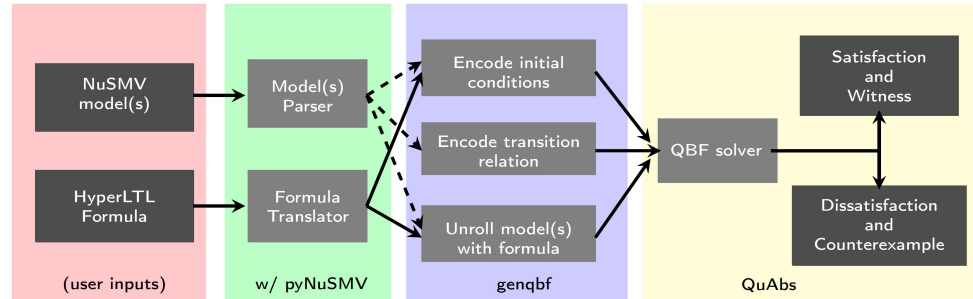 NuSMV
model(s)
HyperLTL
Formula
(user inputs)
Model(s)
Parser
Formula
Translator
w/ pyNuSMV
Encode initial
conditions
Encode transition
relation
Unroll model(s)
with formula
genqbf
QBF solver
Satisfaction
and
Witness
Dissatisfaction
and
Counterexample
QuAbs